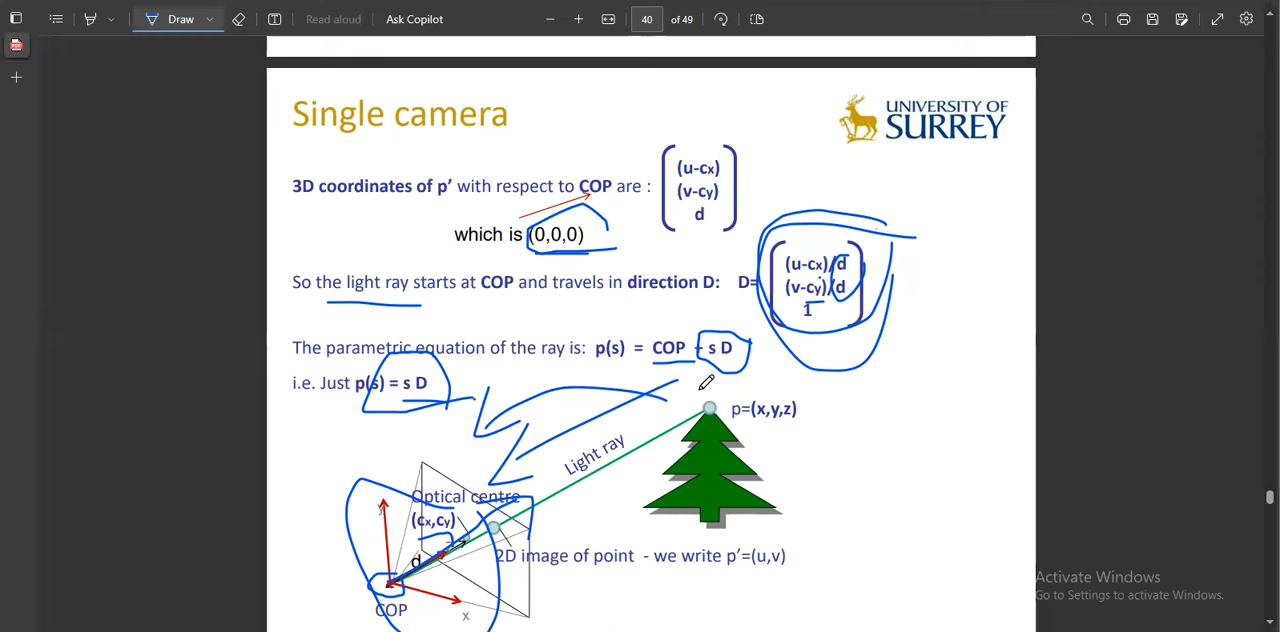 Draw
Read aloud
Ask Copilot
40
of 49
Single camera
UNIVERSITY OF
SURREY
3D coordinates of p' with respect to COP are :
(u-cx)
(v-cy)
d
which is (0,0,0)
So the light ray starts at COP and travels in direction D: D=
(u-cx)/d
(v-cy)/d
1
The parametric equation of the ray is: p(s) = COP + s D
i.e. Just p(s) = s D
p=(x,y,z)
Light ray
Optical centre
(cx,cy)
y
d
2D image of point - we write p'=(u,v)
COP
x
Activate Windows
Go to Settings to activate Windows.